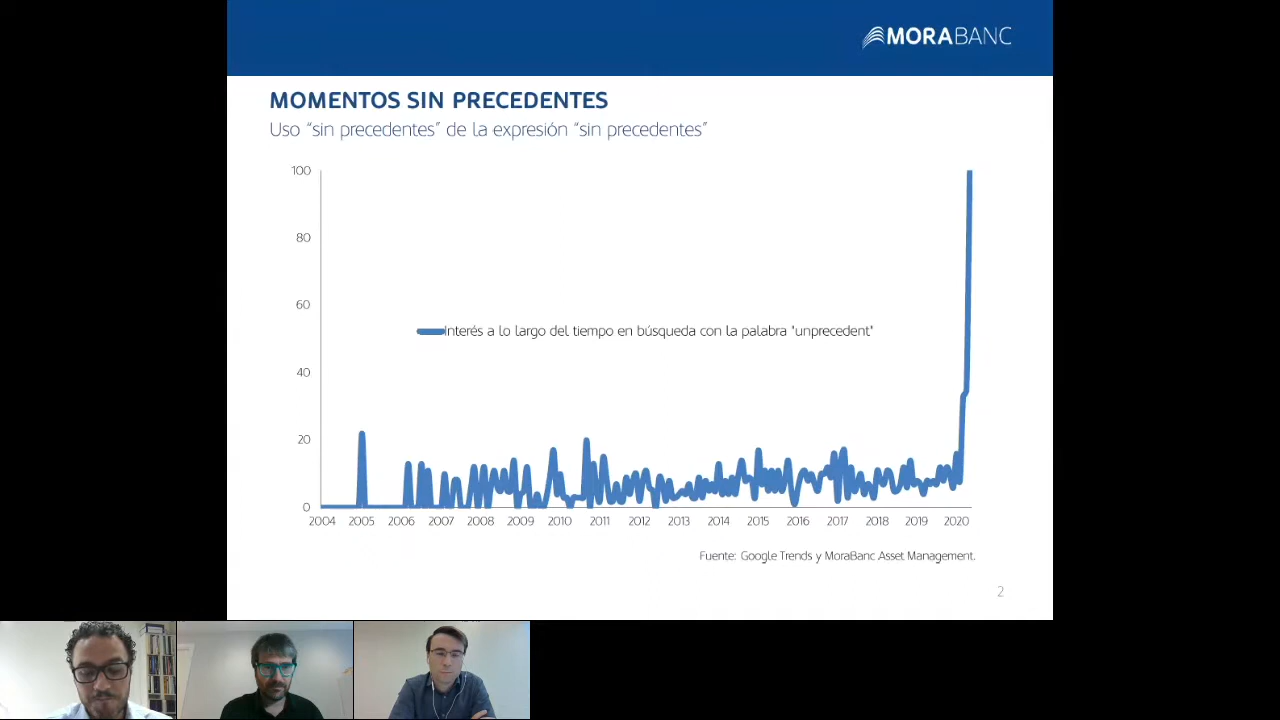 MORABANC
MOMENTOS SIN PRECEDENTES
Uso “sin precedentes” de la expresión “sin precedentes”
100
80
60
40
20
0
Interés a lo largo del tiempo en búsqueda con la palabra "unprecedent"
2004 2005 2006 2007 2008 2009 2010 2011 2012 2013 2014 2015 2016 2017 2018 2019 2020
Fuente: Google Trends y MoraBanc Asset Management.
2